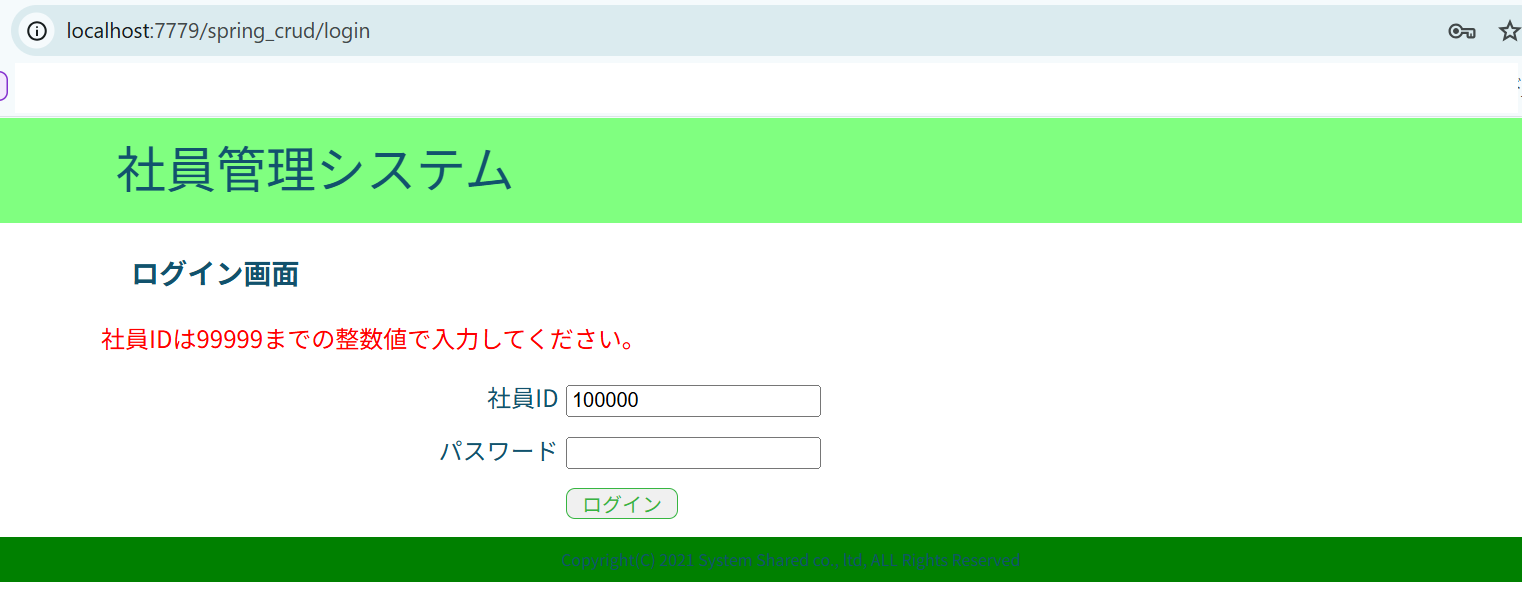 localhost:7779/spring_crud/login
社員管理システム
ログイン画面
社員IDは99999までの整数値で入力してください。
社員ID 100000
パスワード
ログイン
Copyright(C) 2021 System Shared co., ltd, ALL Rights Reserved